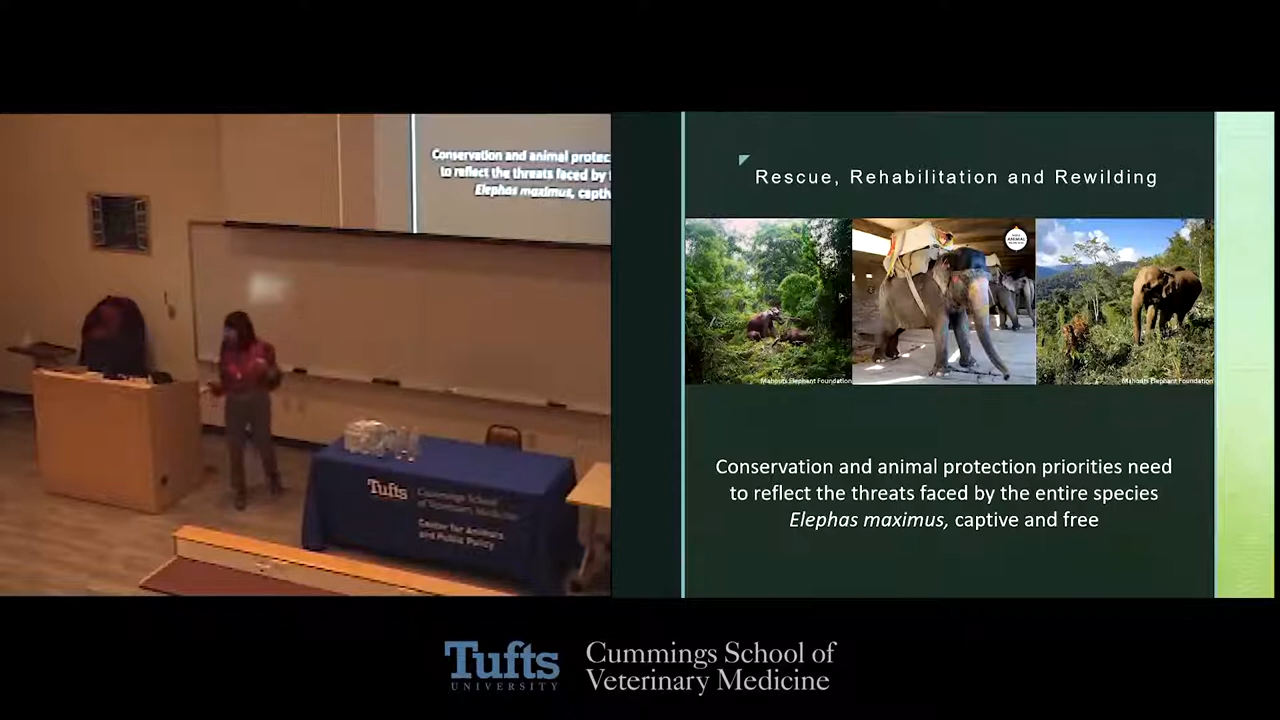 Conservation and animal protec
to reflect the threats faced by
Elephas maximus, captiv
Tufts
Cummings School
of Veterinary Medicine
Center for Animals
and Public Policy
Rescue, Rehabilitation and Rewilding
ANIMAL
Mahouts Elephant Foundation
Mahouts Elephant Foundation
Conservation and animal protection priorities need
to reflect the threats faced by the entire species
Elephas maximus, captive and free
Tufts
UNIVERSITY
Cummings School of
Veterinary Medicine